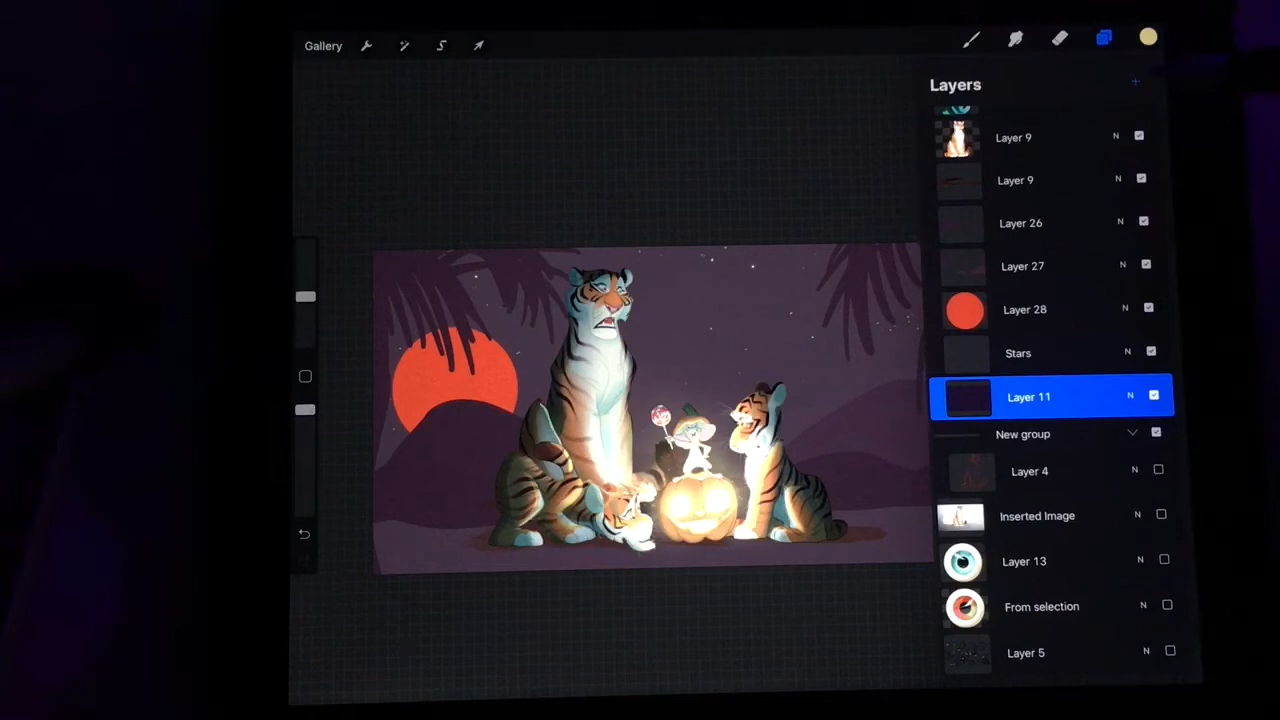 Gallery
Layers
Layer 9 N
Layer 9 N
Layer 26 N
Layer 27 N
Layer 28 N
Stars N
Layer 11 N
New group
Layer 4 N
Inserted Image N
Layer 13 N
From selection N
Layer 5 N